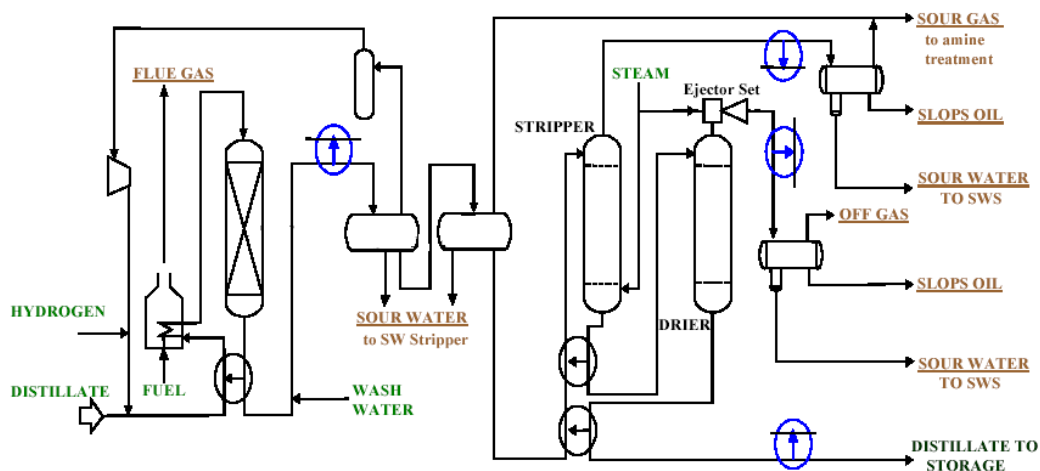 SOUR GAS
to amine
treatment
FLUE GAS
STEAM
Ejector Set
STRIPPER
SLOPS OIL
SOUR WATER
TO SWS
OFF GAS
SLOPS OIL
HYDROGEN
SOUR WATER
to SW Stripper
DRIER
SOUR WATER
TO SWS
DISTILLATE
FUEL
WASH
WATER
DISTILLATE TO
STORAGE